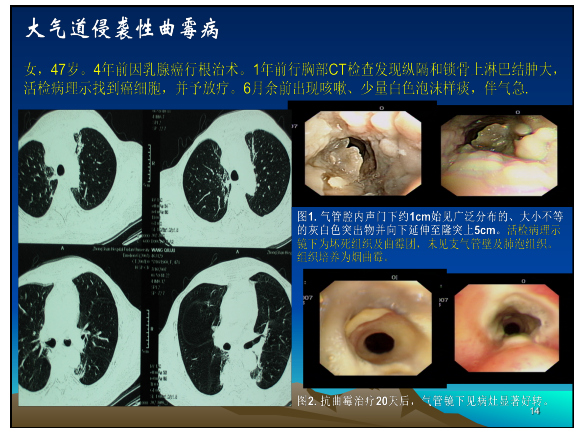 大气道侵袭性曲霉病
女，47岁。4年前因乳腺癌行根治术。1年前行胸部CT检查发现纵隔和锁骨上淋巴结肿大，
活检病理示找到癌细胞，并予放疗。6月余前出现咳嗽、少量白色泡沫样痰，伴气急.
图1. 气管腔内声门下约1cm始见广泛分布的、大小不等
的灰白色突出物并向下延伸至隆突上5cm。活检病理示
镜下为坏死组织及曲霉团，未见支气管壁及肺泡组织。
组织培养为烟曲霉。
图2. 抗曲霉治疗20天后，气管镜下见病灶显著好转。
14